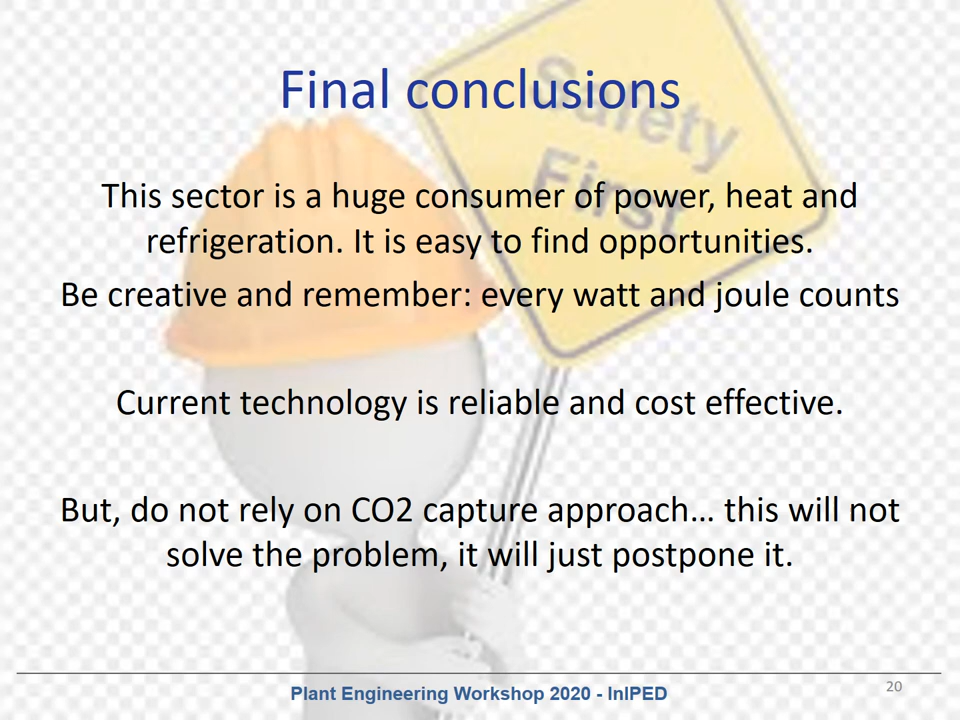 Safety
First
Final conclusions
This sector is a huge consumer of power, heat and
refrigeration. It is easy to find opportunities.
Be creative and remember: every watt and joule counts
Current technology is reliable and cost effective.
But, do not rely on CO2 capture approach... this will not
solve the problem, it will just postpone it.
Plant Engineering Workshop 2020 - InIPED
20